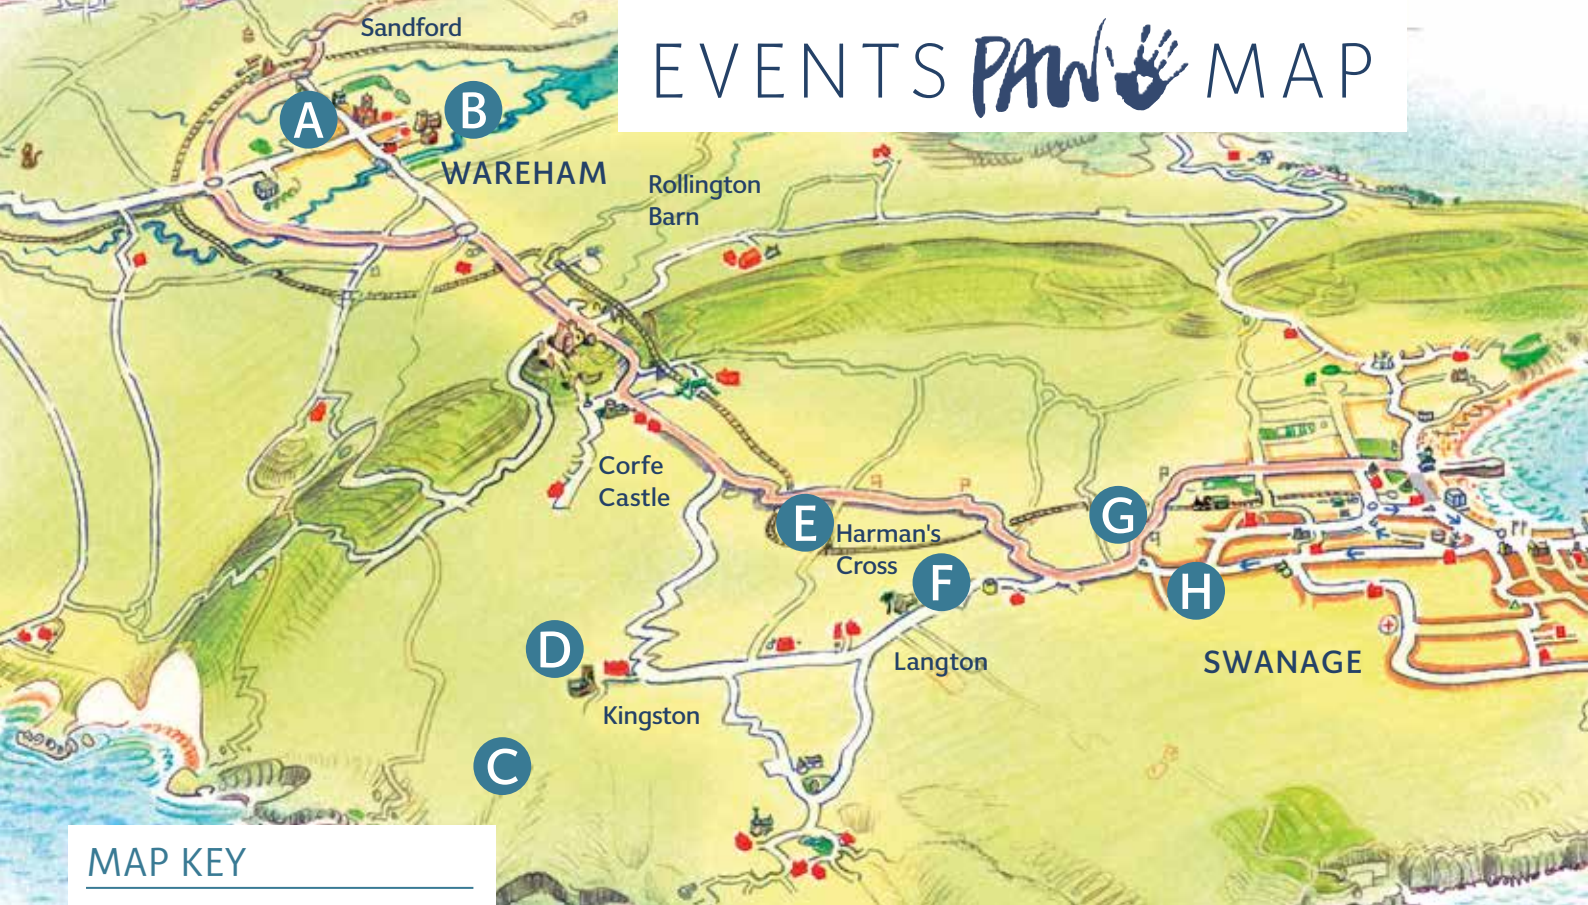 EVENTS PAW MAP
Sandford
A
B
WAREHAM
Rollington
Barn
Corfe
Castle
E
Harman's
Cross
F
G
H
D
Langton
SWANAGE
Kingston
C
MAP KEY